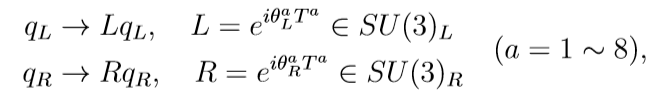 q_L → Lq_L, L = e^{iθ_L^a T^a} ∈ SU(3)_L
q_R → Rq_R, R = e^{iθ_R^a T^a} ∈ SU(3)_R
(a = 1 ∼ 8),